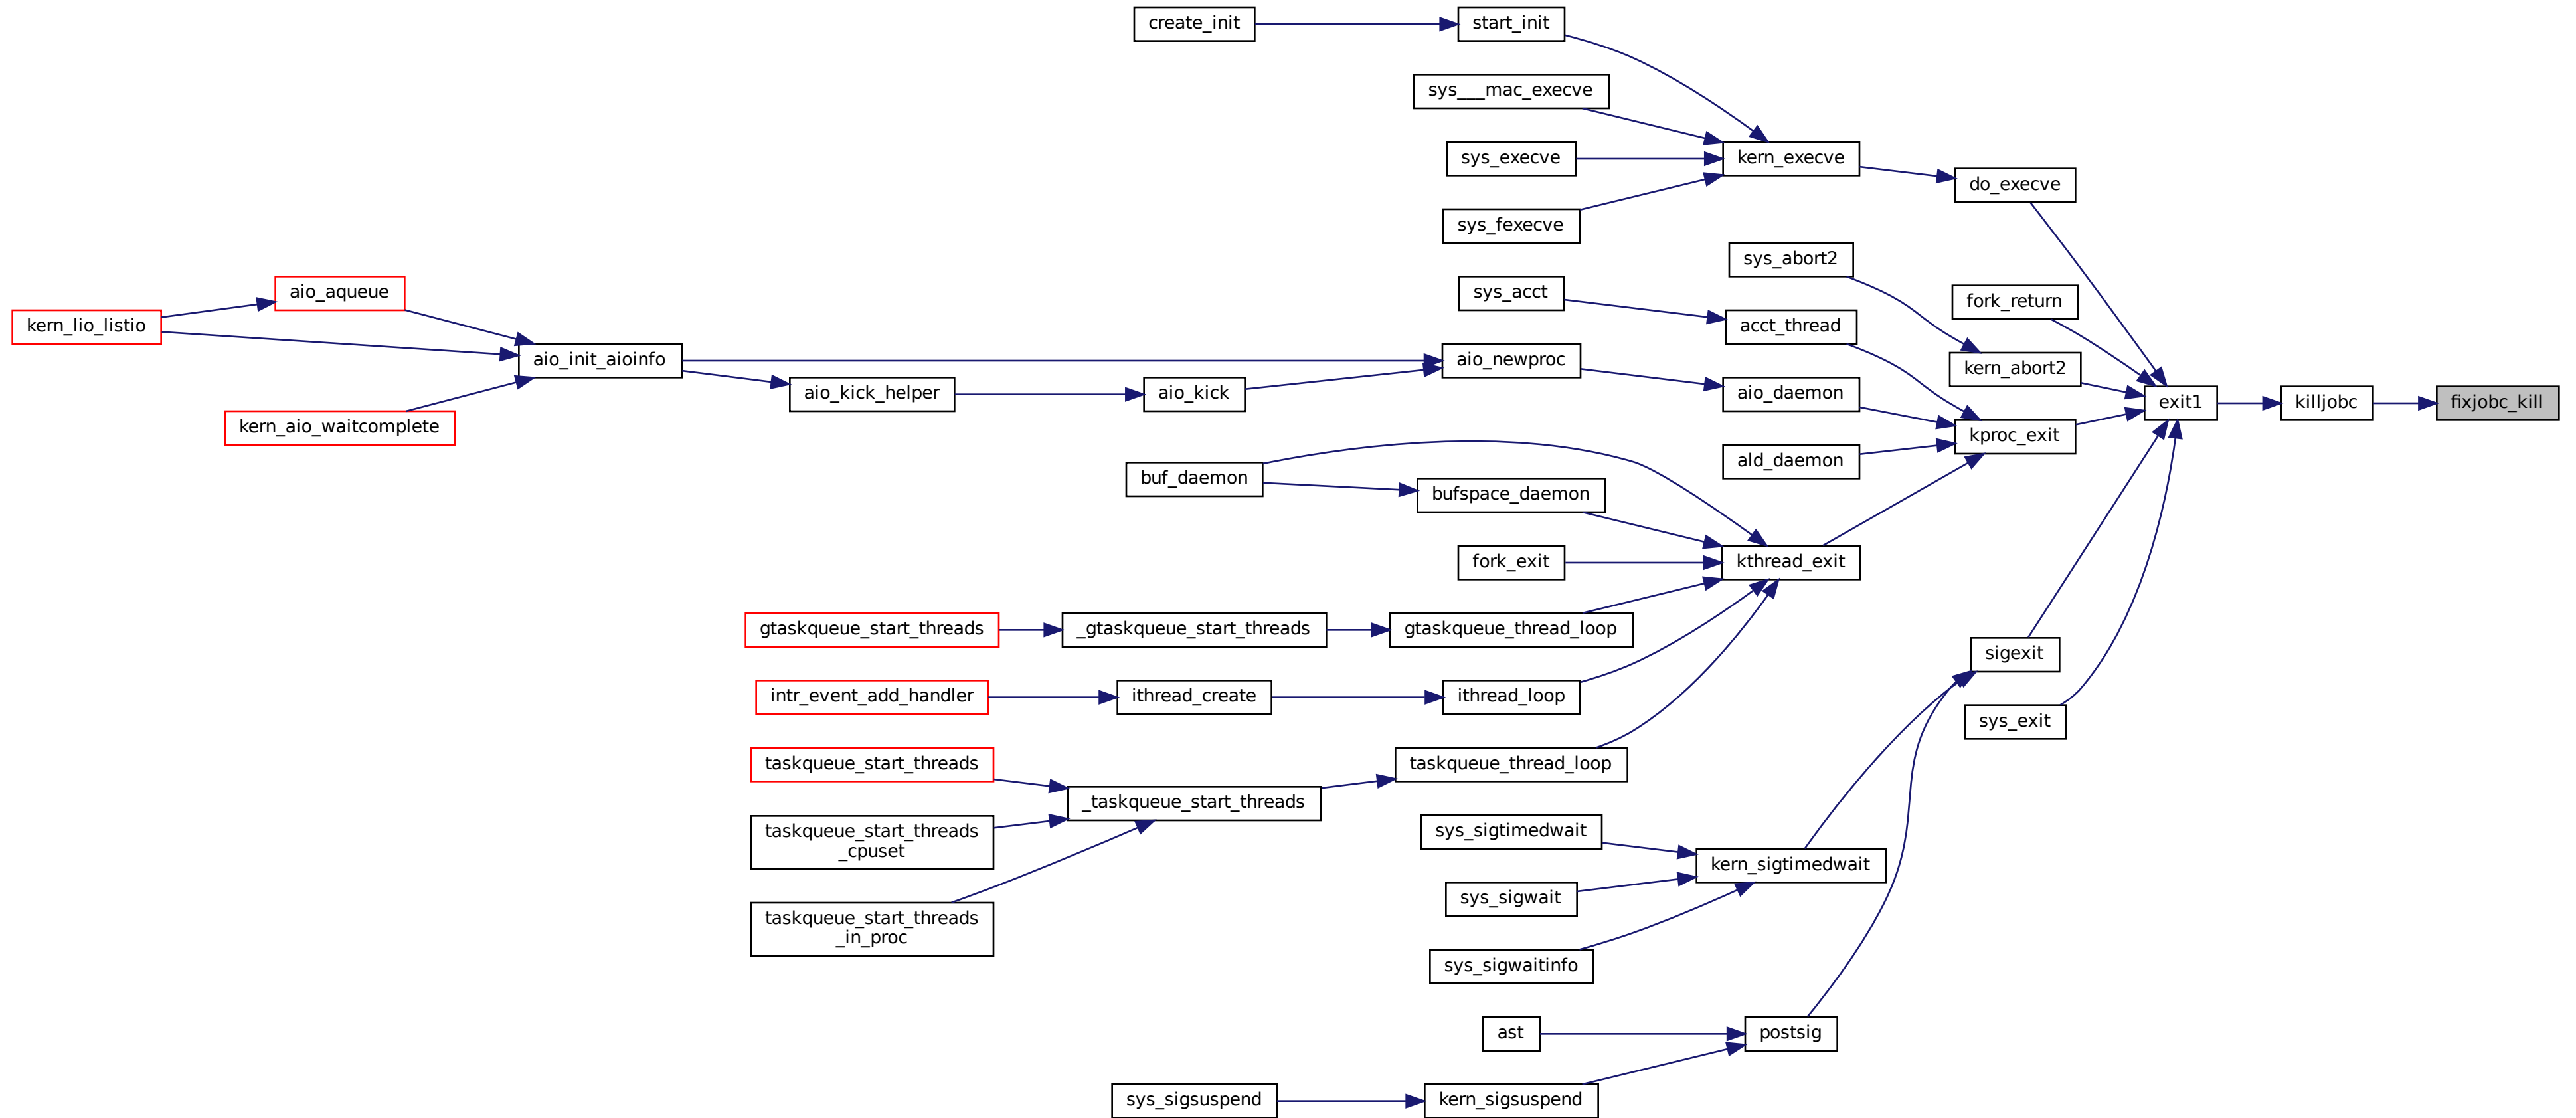 create_init
start_init
sys___mac_execve
sys_execve
kern_execve
do_execve
sys_fexecve
sys_abort2
aio_aqueue
sys_acct
fork_return
kern_lio_listio
acct_thread
aio_init_aioinfo
aio_newproc
kern_abort2
aio_kick_helper
aio_kick
aio_daemon
exit1
killjobc
fixjobc_kill
kern_aio_waitcomplete
kproc_exit
ald_daemon
buf_daemon
bufspace_daemon
fork_exit
kthread_exit
gtaskqueue_start_threads
_gtaskqueue_start_threads
gtaskqueue_thread_loop
sigexit
intr_event_add_handler
ithread_create
ithread_loop
sys_exit
taskqueue_start_threads
taskqueue_thread_loop
_taskqueue_start_threads
taskqueue_start_threads
_cpuset
sys_sigtimedwait
kern_sigtimedwait
sys_sigwait
taskqueue_start_threads
_in_proc
sys_sigwaitinfo
ast
postsig
sys_sigsuspend
kern_sigsuspend